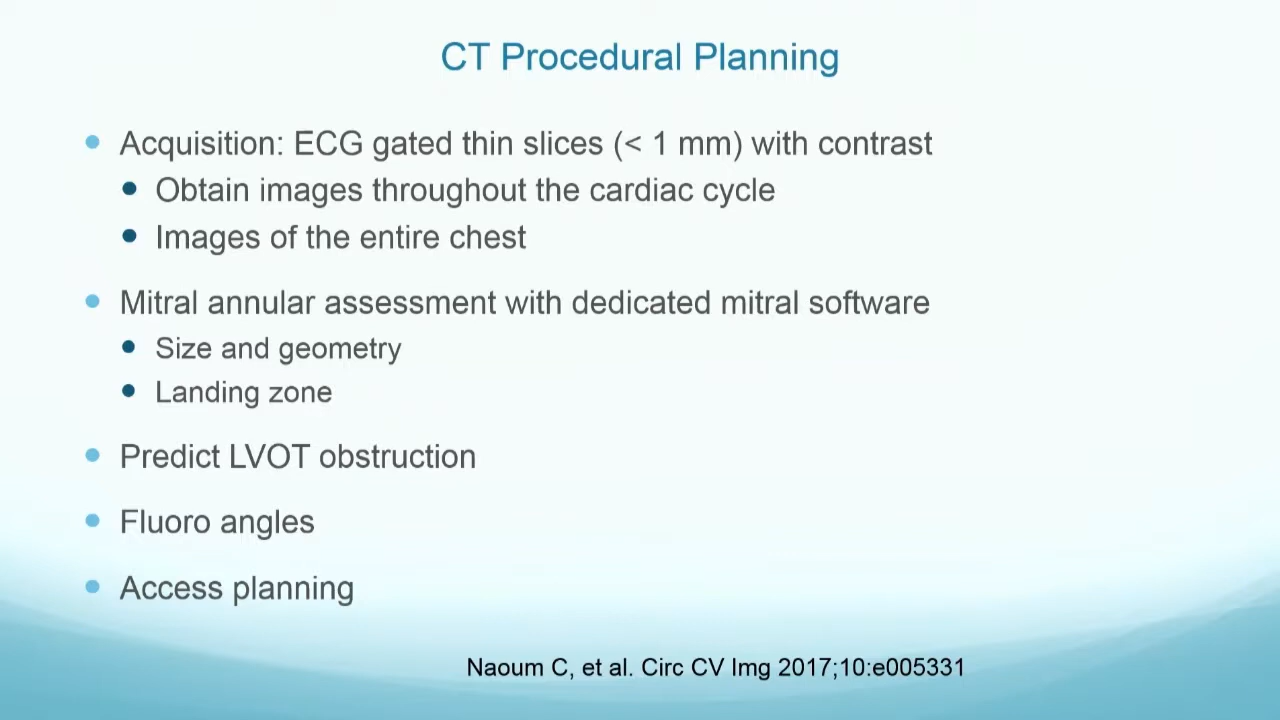 CT Procedural Planning
Acquisition: ECG gated thin slices (< 1 mm) with contrast
Obtain images throughout the cardiac cycle
Images of the entire chest
Mitral annular assessment with dedicated mitral software
Size and geometry
Landing zone
Predict LVOT obstruction
Fluoro angles
Access planning
Naoum C, et al. Circ CV Img 2017;10:e005331